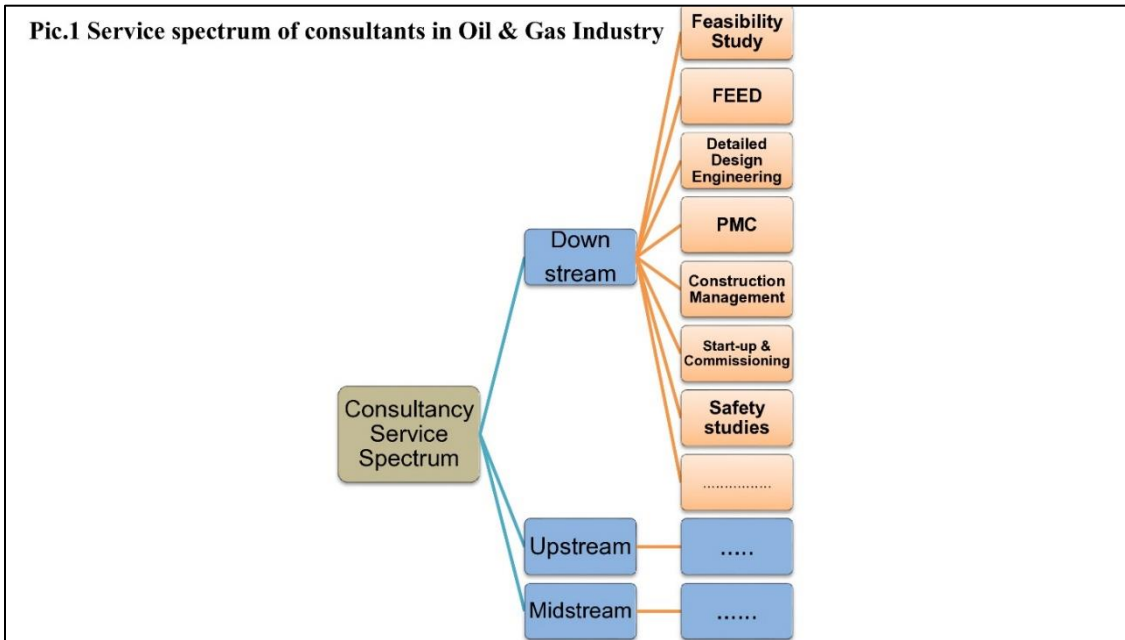 Pic.1 Service spectrum of consultants in Oil & Gas Industry
Feasibility
Study
FEED
Detailed
Design
Engineering
PMC
Down
stream
Construction
Management
Start-up &
Commissioning
Consultancy
Service
Spectrum
Safety
studies
................
Upstream
.....
Midstream
......